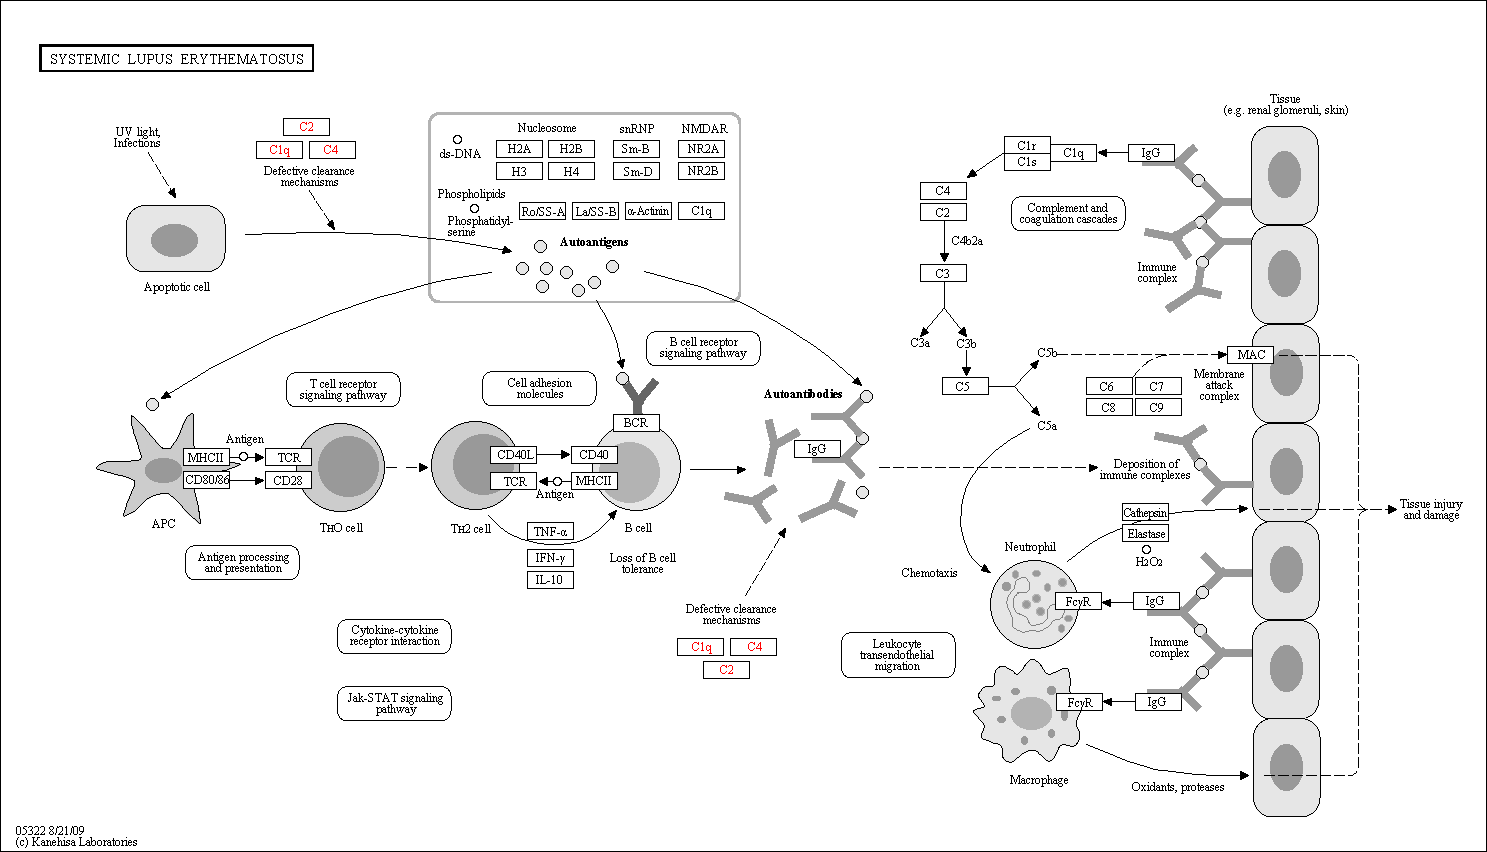 SYSTEMIC LUPUS ERYTHEMATOSUS
UV light,
Infections
C2
C1q
C4
Defective clearance
mechanisms
Apoptotic cell
ds-DNA
Nucleosome
snRNP
NMDAR
H2A
H2B
Sm-B
NR2A
H3
H4
Sm-D
NR2B
Phospholipids
Phosphatidyl-
serine
Ro/SS-A
La/SS-B
α-Actinin
C1q
Autoantigens
Tissue
(e.g. renal glomeruli, skin)
C1r
C1s
C1q
IgG
C4
C2
Complement and
coagulation cascades
C4b2a
C3
Immune
complex
C3a
C3b
C5
C5b
C5a
MAC
Membrane
attack
complex
C6
C7
C8
C9
B cell receptor
signaling pathway
T cell receptor
signaling pathway
Cell adhesion
molecules
Autoantibodies
BCR
IgG
MHCII
Antigen
TCR
CD80/86
CD28
CD40L
CD40
TCR
Antigen
MHCII
APC
TH0 cell
TH2 cell
B cell
TNF-α
IFN-γ
IL-10
Loss of B cell
tolerance
Antigen processing
and presentation
Deposition of
immune complexes
Cathepsin
Elastase
H2O2
Tissue injury
and damage
Neutrophil
Chemotaxis
FcγR
IgG
Immune
complex
Defective clearance
mechanisms
C1q
C4
C2
Cytokine-cytokine
receptor interaction
Leukocyte
transendothelial
migration
Jak-STAT signaling
pathway
FcγR
IgG
Macrophage
Oxidants, proteases
05322 8/21/09
(c) Kanehisa Laboratories